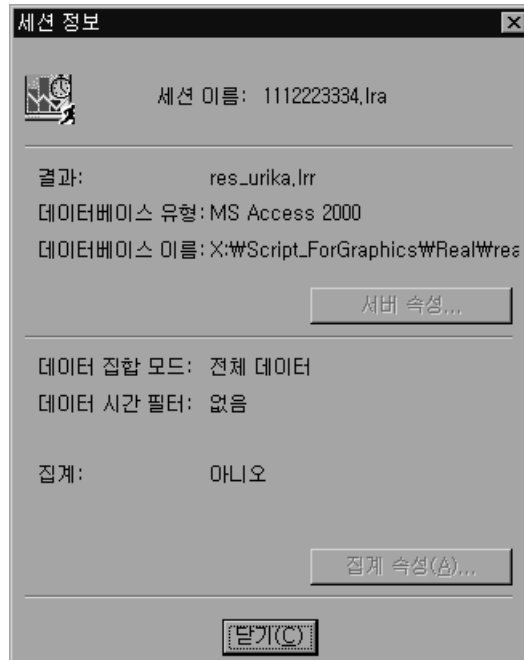 세션 정보
세션 이름: 1112223334.lra
결과: res_urika.lrr
데이터베이스 유형: MS Access 2000
데이터베이스 이름: X:₩Script_ForGraphics₩Real₩rea
서버 속성...
데이터 집합 모드: 전체 데이터
데이터 시간 필터: 없음
집계: 아니오
집계 속성(A)...
닫기(C)